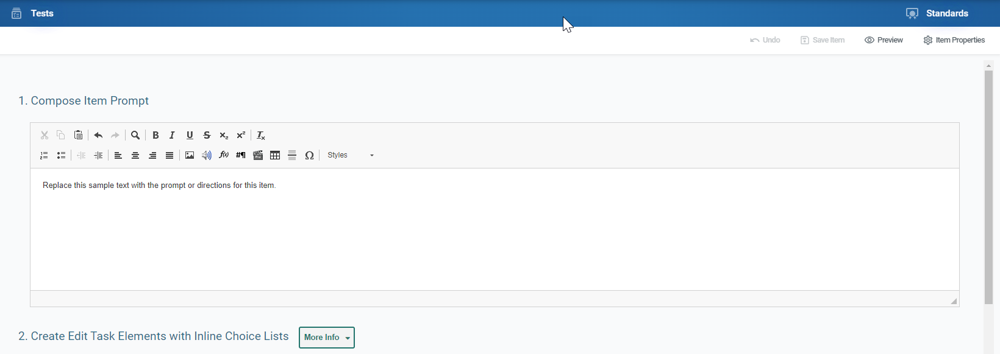 Tests
Standards
Undo
Save Item
Preview
Item Properties
1. Compose Item Prompt
Styles
Replace this sample text with the prompt or directions for this item.
2. Create Edit Task Elements with Inline Choice Lists
More Info